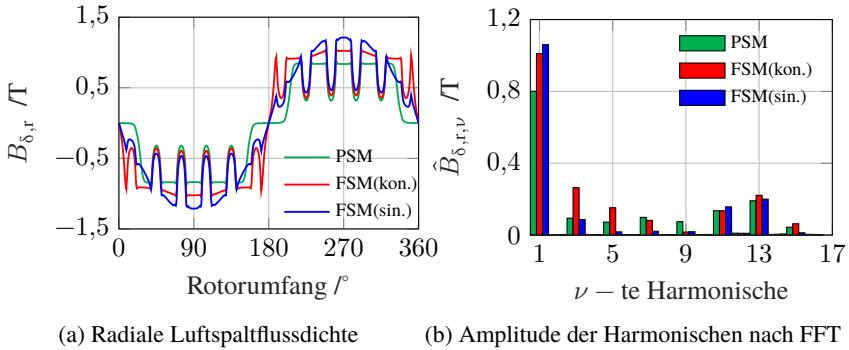 1,5
0
−0,5
−1,5
0
90
180
270
360
B_δ,r /T
Rotorumfang /°
PSM
FSM(kon.)
FSM(sin.)
1,2
0,8
0,4
0
1
5
9
13
17
B̂_δ,r,ν /T
ν − te Harmonische
PSM
FSM(kon.)
FSM(sin.)
(a) Radiale Luftspaltflussdichte
(b) Amplitude der Harmonischen nach FFT